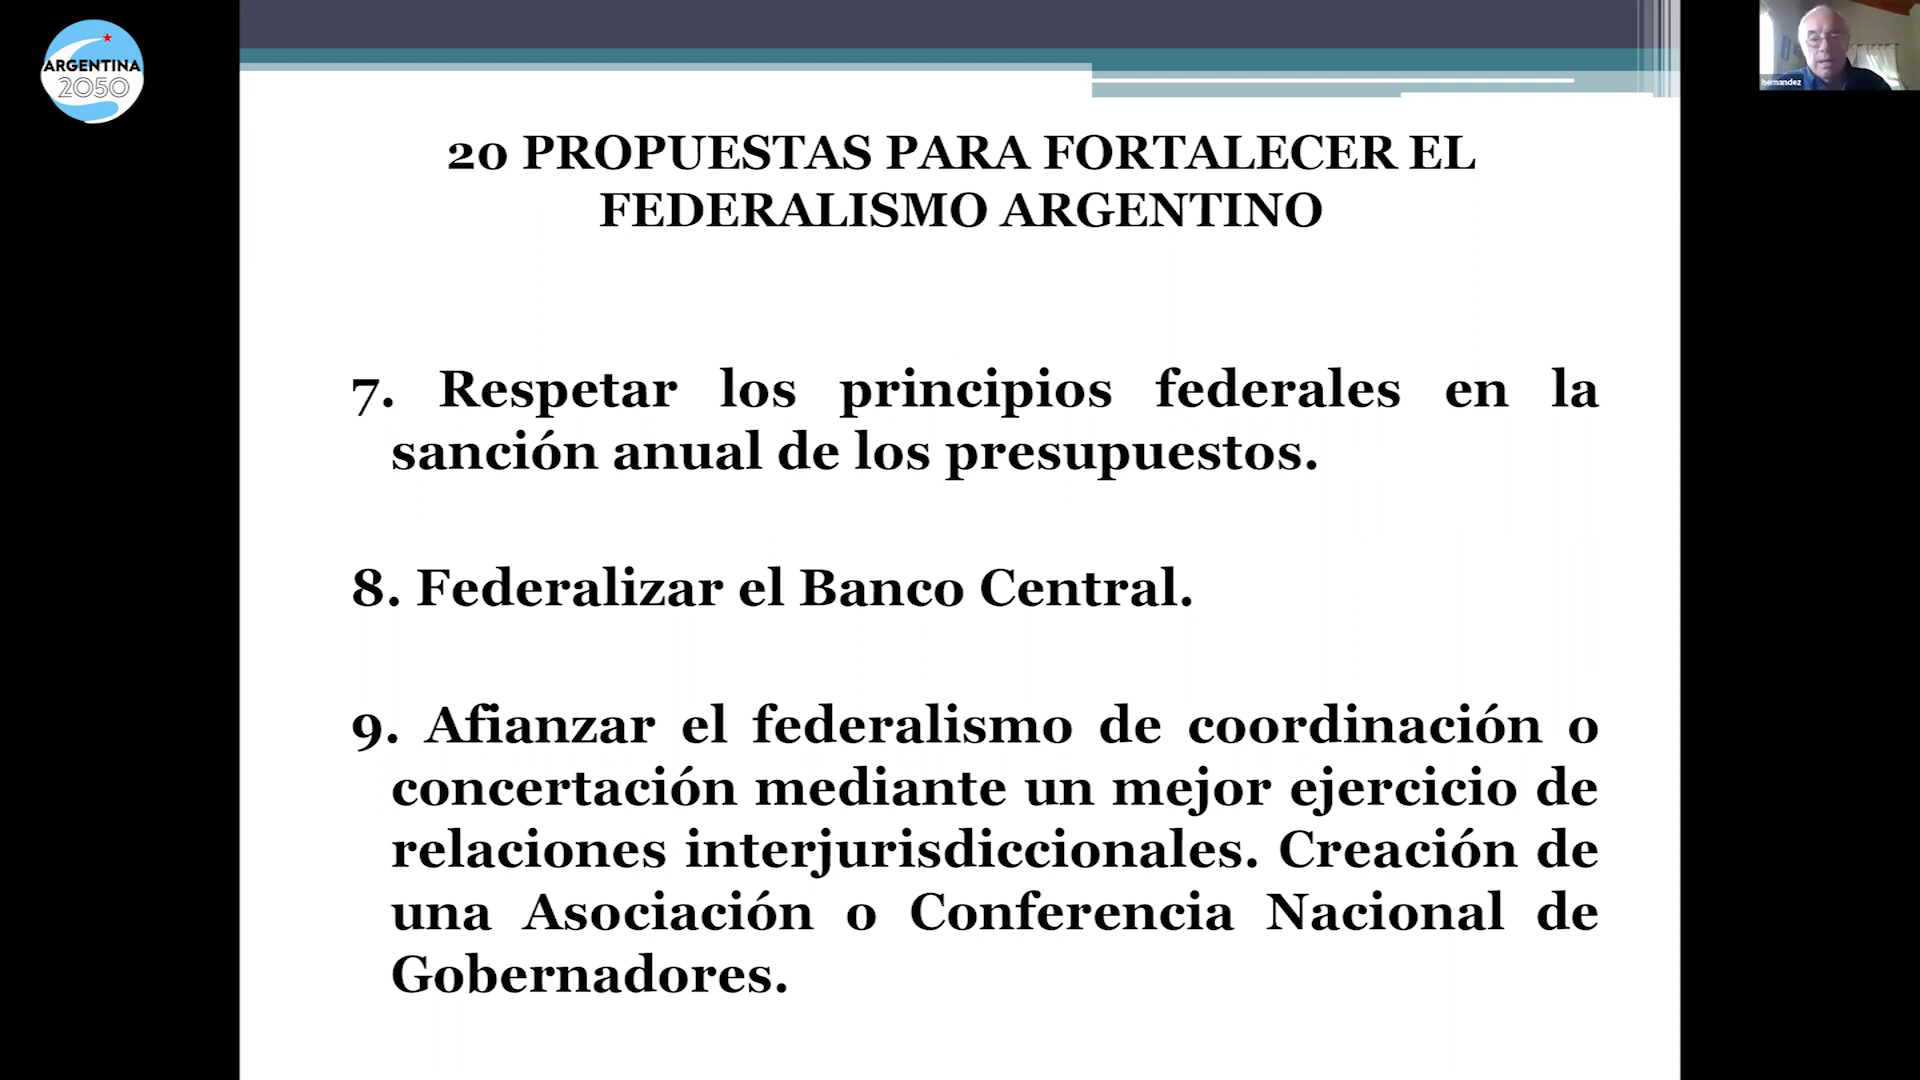 ARGENTINA
2050
hernandez
20 PROPUESTAS PARA FORTALECER EL
FEDERALISMO ARGENTINO
7. Respetar los principios federales en la
sanción anual de los presupuestos.
8. Federalizar el Banco Central.
9. Afianzar el federalismo de coordinación o
concertación mediante un mejor ejercicio de
relaciones interjurisdiccionales. Creación de
una Asociación o Conferencia Nacional de
Gobernadores.